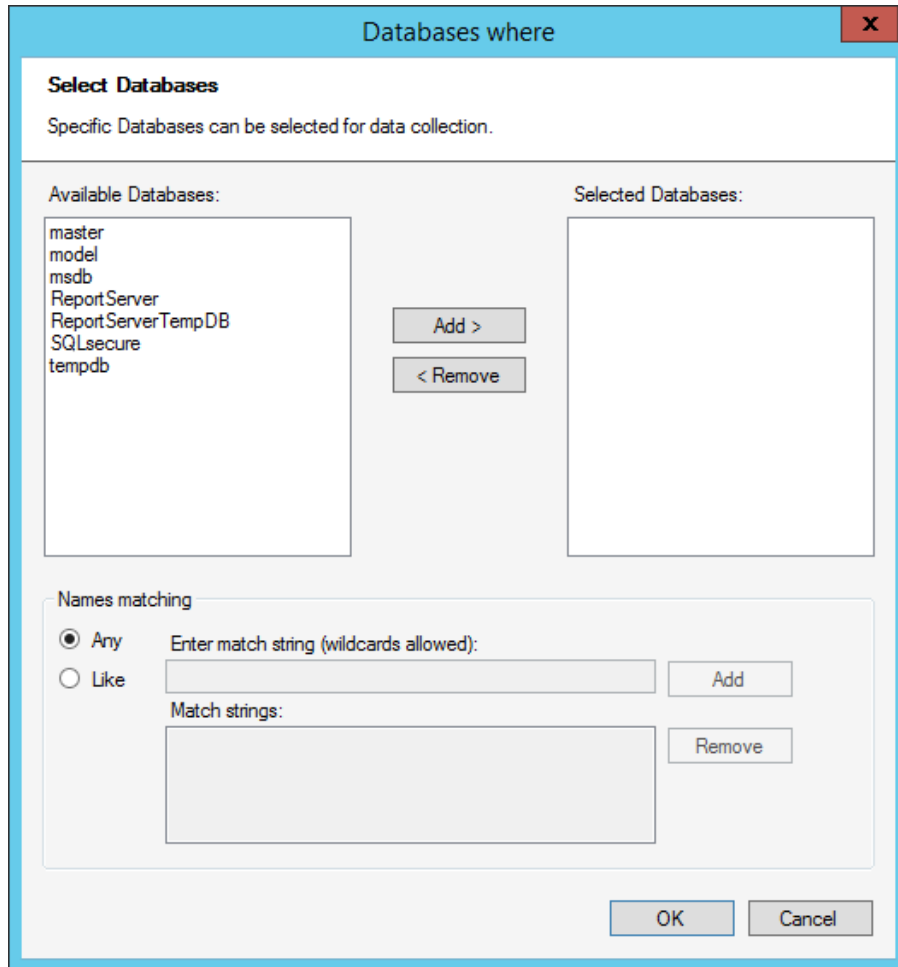 Databases where
x
Select Databases
Specific Databases can be selected for data collection.
Available Databases:
Selected Databases:
master
model
msdb
ReportServer
ReportServerTempDB
SQLsecure
tempdb
Add >
< Remove
Names matching
Any
Enter match string (wildcards allowed):
Like
Add
Match strings:
Remove
OK
Cancel